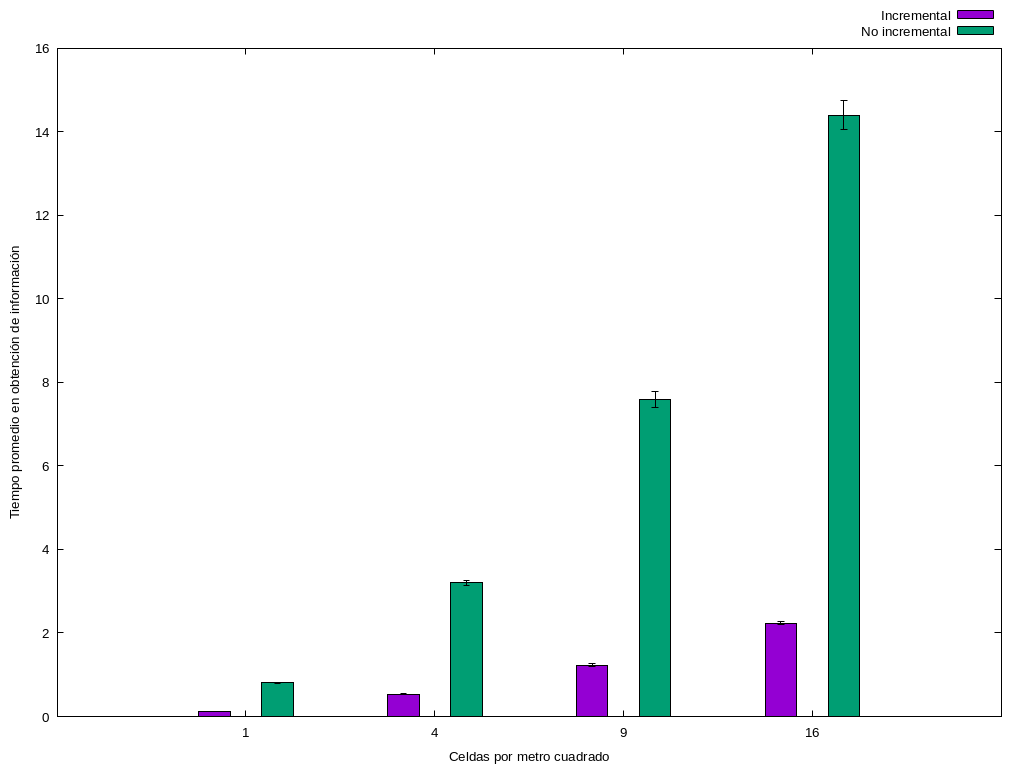 Incremental
No incremental
16
14
12
10
8
6
4
2
0
Tiempo promedio en obtención de información
1 4 9 16
Celdas por metro cuadrado